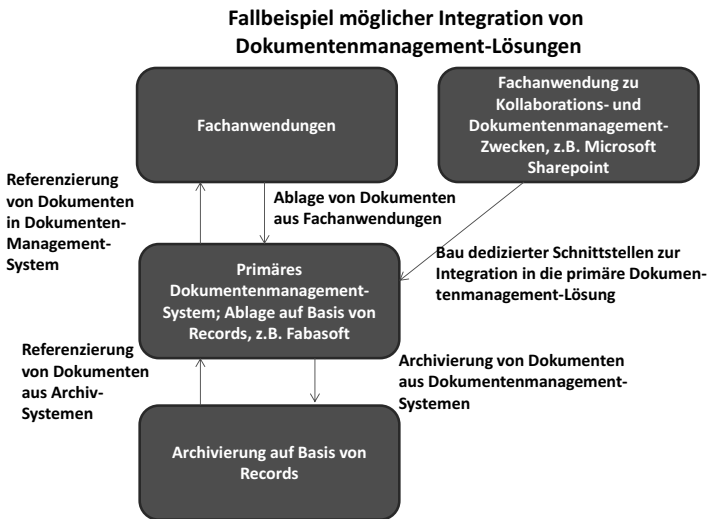 Fallbeispiel möglicher Integration von
Dokumentenmanagement-Lösungen
Fachanwendungen
Fachanwendung zu
Kollaborations- und
Dokumentenmanagement-
Zwecken, z.B. Microsoft
Sharepoint
Referenzierung
von Dokumenten
in Dokumenten-
Management-
System
Ablage von Dokumenten
aus Fachanwendungen
Bau dedizierter Schnittstellen zur
Integration in die primäre Dokumen-
tenmanagement-Lösung
Primäres
Dokumentenmanagement-
System; Ablage auf Basis von
Records, z.B. Fabasoft
Referenzierung
von Dokumenten
aus Archiv-
Systemen
Archivierung von Dokumenten
aus Dokumentenmanagement-
Systemen
Archivierung auf Basis von
Records